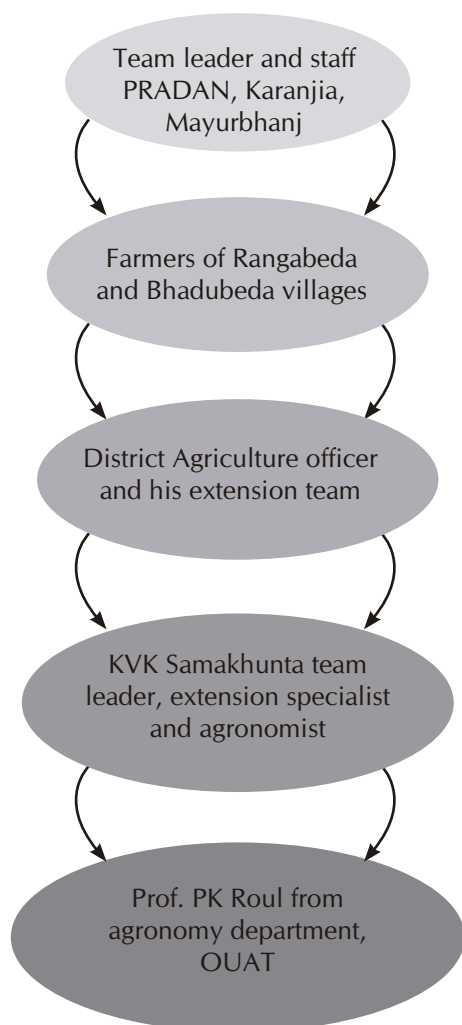 Team leader and staff
PRADAN, Karanjia,
Mayurbhanj
Farmers of Rangabeda
and Bhadubeda villages
District Agriculture officer
and his extension team
KVK Samakhunta team
leader, extension specialist
and agronomist
Prof. PK Roul from
agronomy department,
OUAT